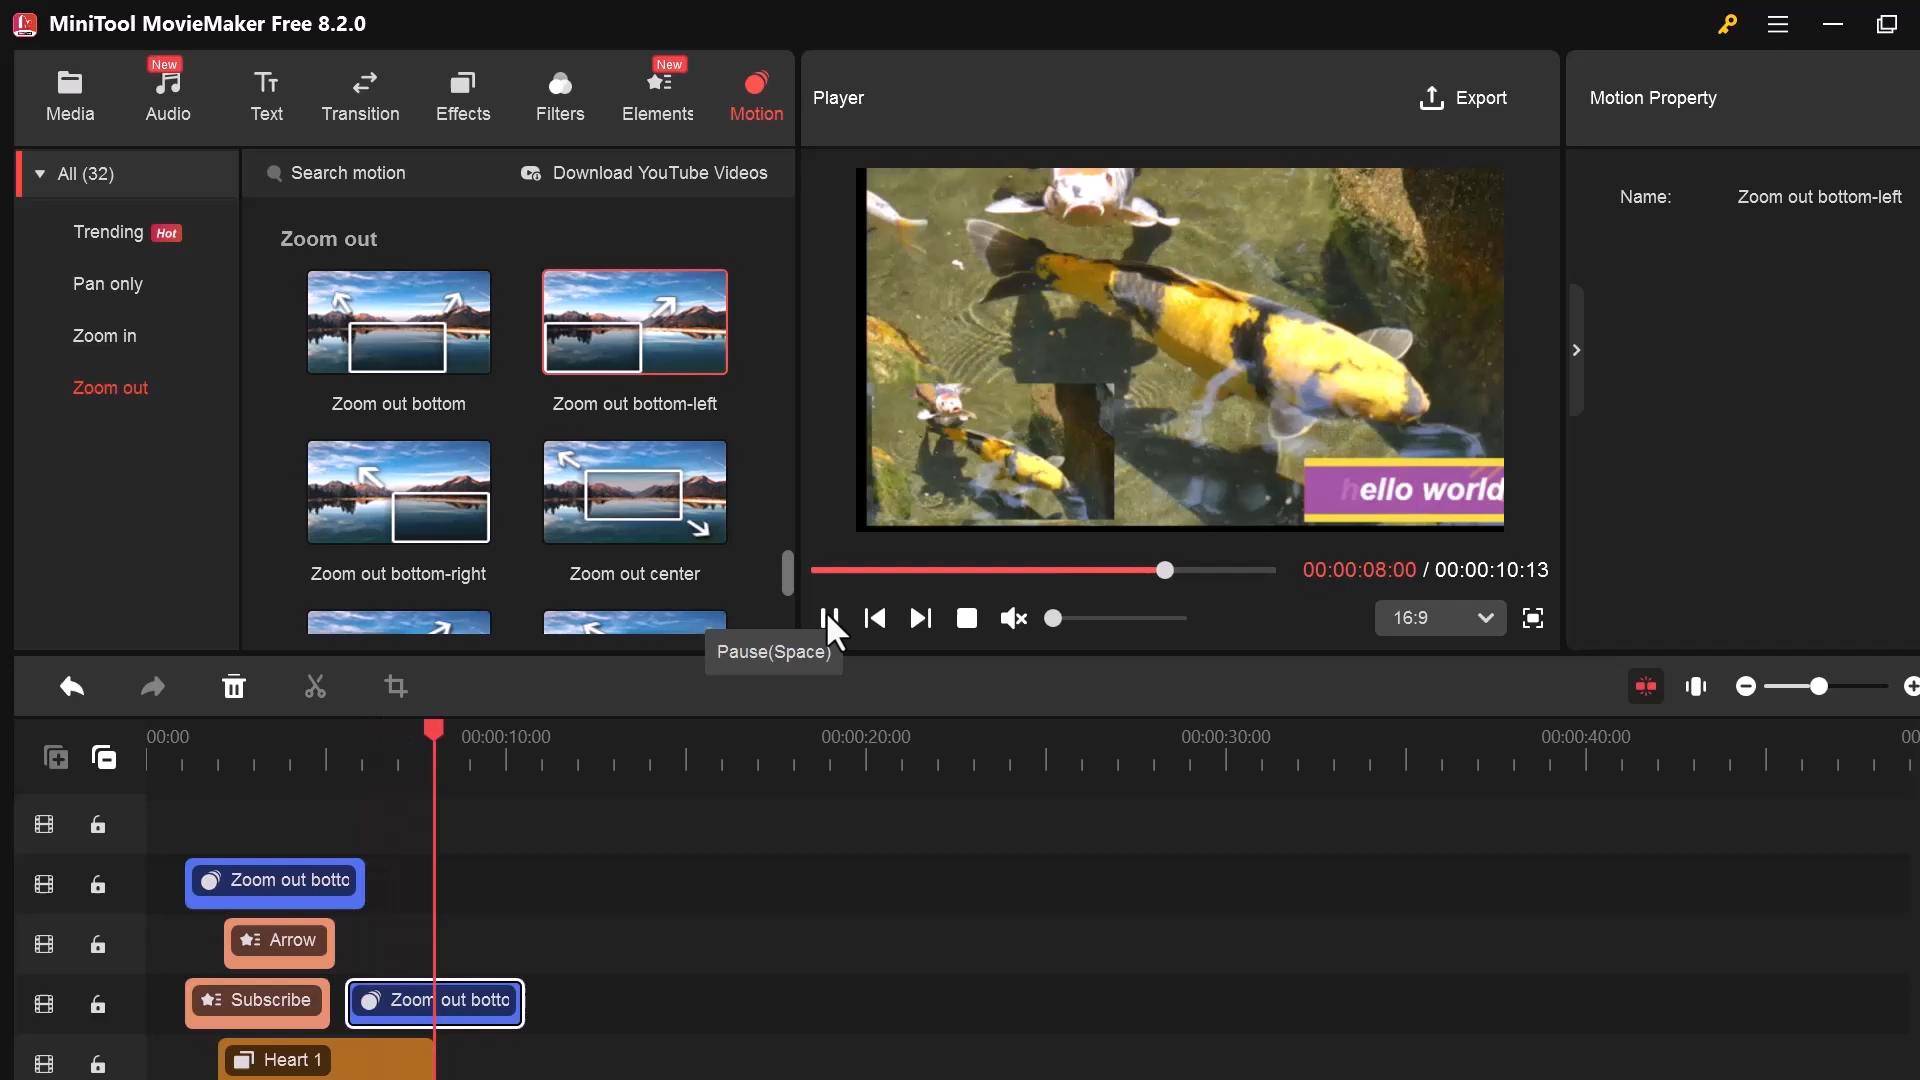 MiniTool MovieMaker Free 8.2.0
New
New
Media
Audio
Text
Transition
Effects
Filters
Elements
Motion
Player
Export
Motion Property
All (32)
Search motion
Download YouTube Videos
Name:
Zoom out bottom-left
Trending Hot
Pan only
Zoom in
Zoom out
Zoom out
Zoom out bottom
Zoom out bottom-left
Zoom out bottom-right
Zoom out center
hello world
00:00:08:00 / 00:00:10:13
16:9
Pause(Space)
00:00
00:00:10:00
00:00:20:00
00:00:30:00
00:00:40:00
00
Zoom out botto
Arrow
Subscribe
Zoom out botto
Heart 1